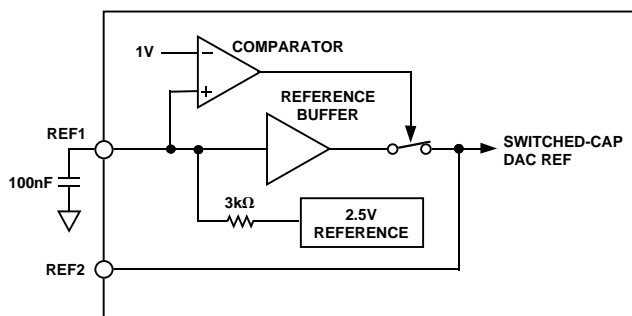 COMPARATOR
1V
–
+
REFERENCE
BUFFER
REF1
SWITCHED-CAP
DAC REF
100nF
3kΩ
2.5V
REFERENCE
REF2